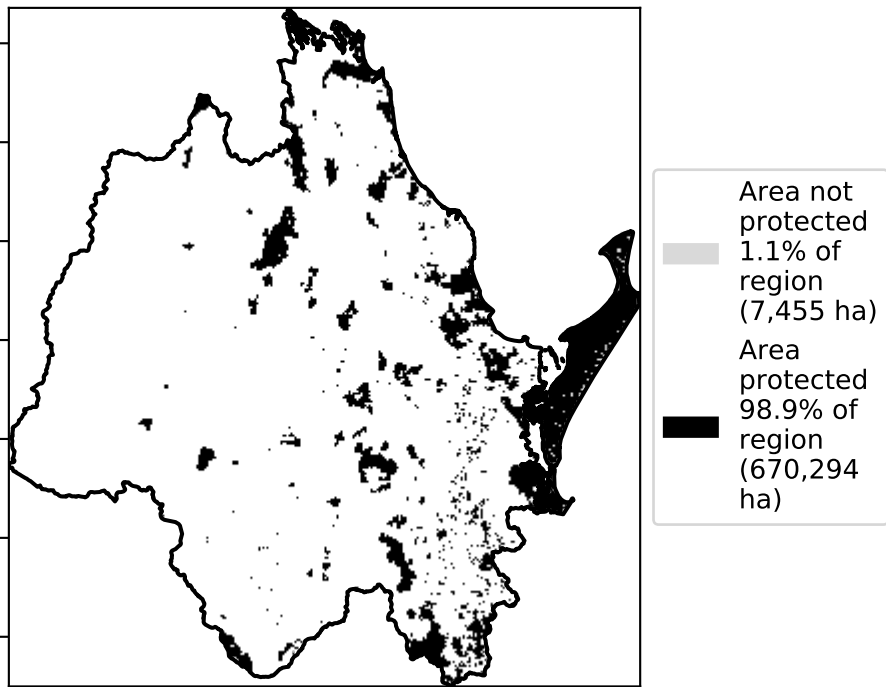 Area not
protected
1.1% of
region
(7,455 ha)
Area
protected
98.9% of
region
(670,294
ha)